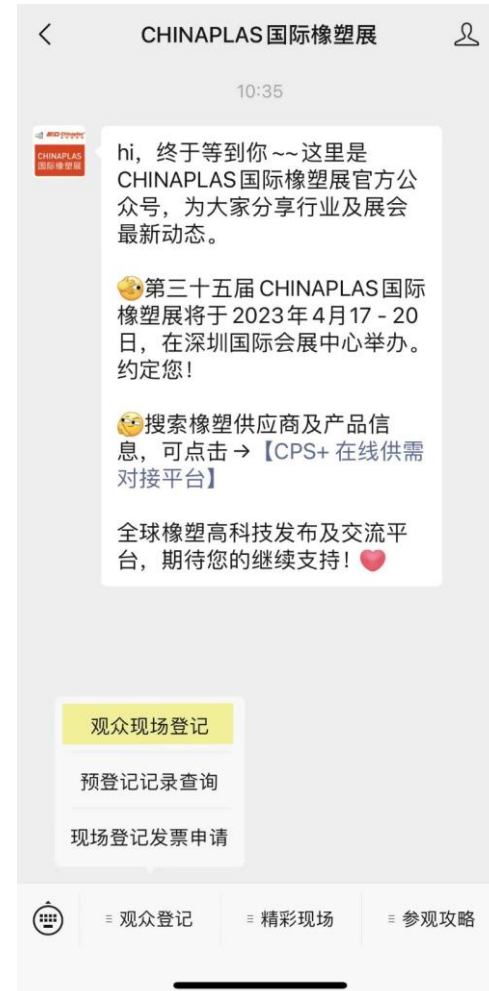 CHINAPLAS国际橡塑展
10:35
CHINAPLAS
国际橡塑展
hi，终于等到你~~这里是
CHINAPLAS国际橡塑展官方公
众号，为大家分享行业及展会
最新动态。
第三十五届CHINAPLAS国际
橡塑展将于2023年4月17-20
日，在深圳国际会展中心举办。
约定您！
搜索橡塑供应商及产品信
息，可点击→【CPS+在线供需
对接平台】
全球橡塑高科技发布及交流平
台，期待您的继续支持！
观众现场登记
预登记记录查询
现场登记发票申请
观众登记
精彩现场
参观攻略